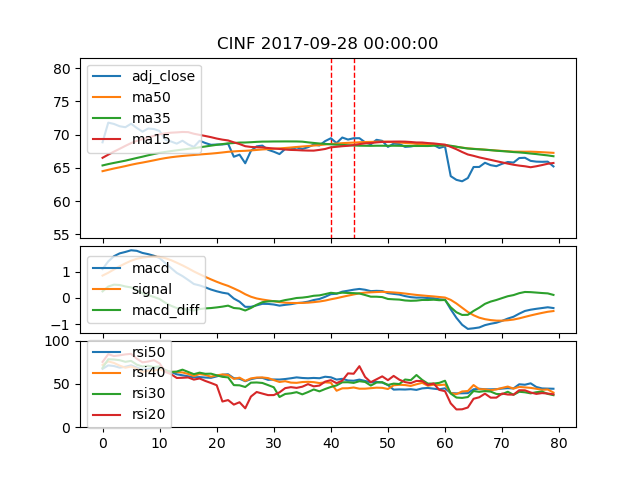 CINF 2017-09-28 00:00:00
80
75
70
65
60
55
adj_close
ma50
ma35
ma15
1
0
−1
macd
signal
macd_diff
100
50
0
rsi50
rsi40
rsi30
rsi20
0 10 20 30 40 50 60 70 80